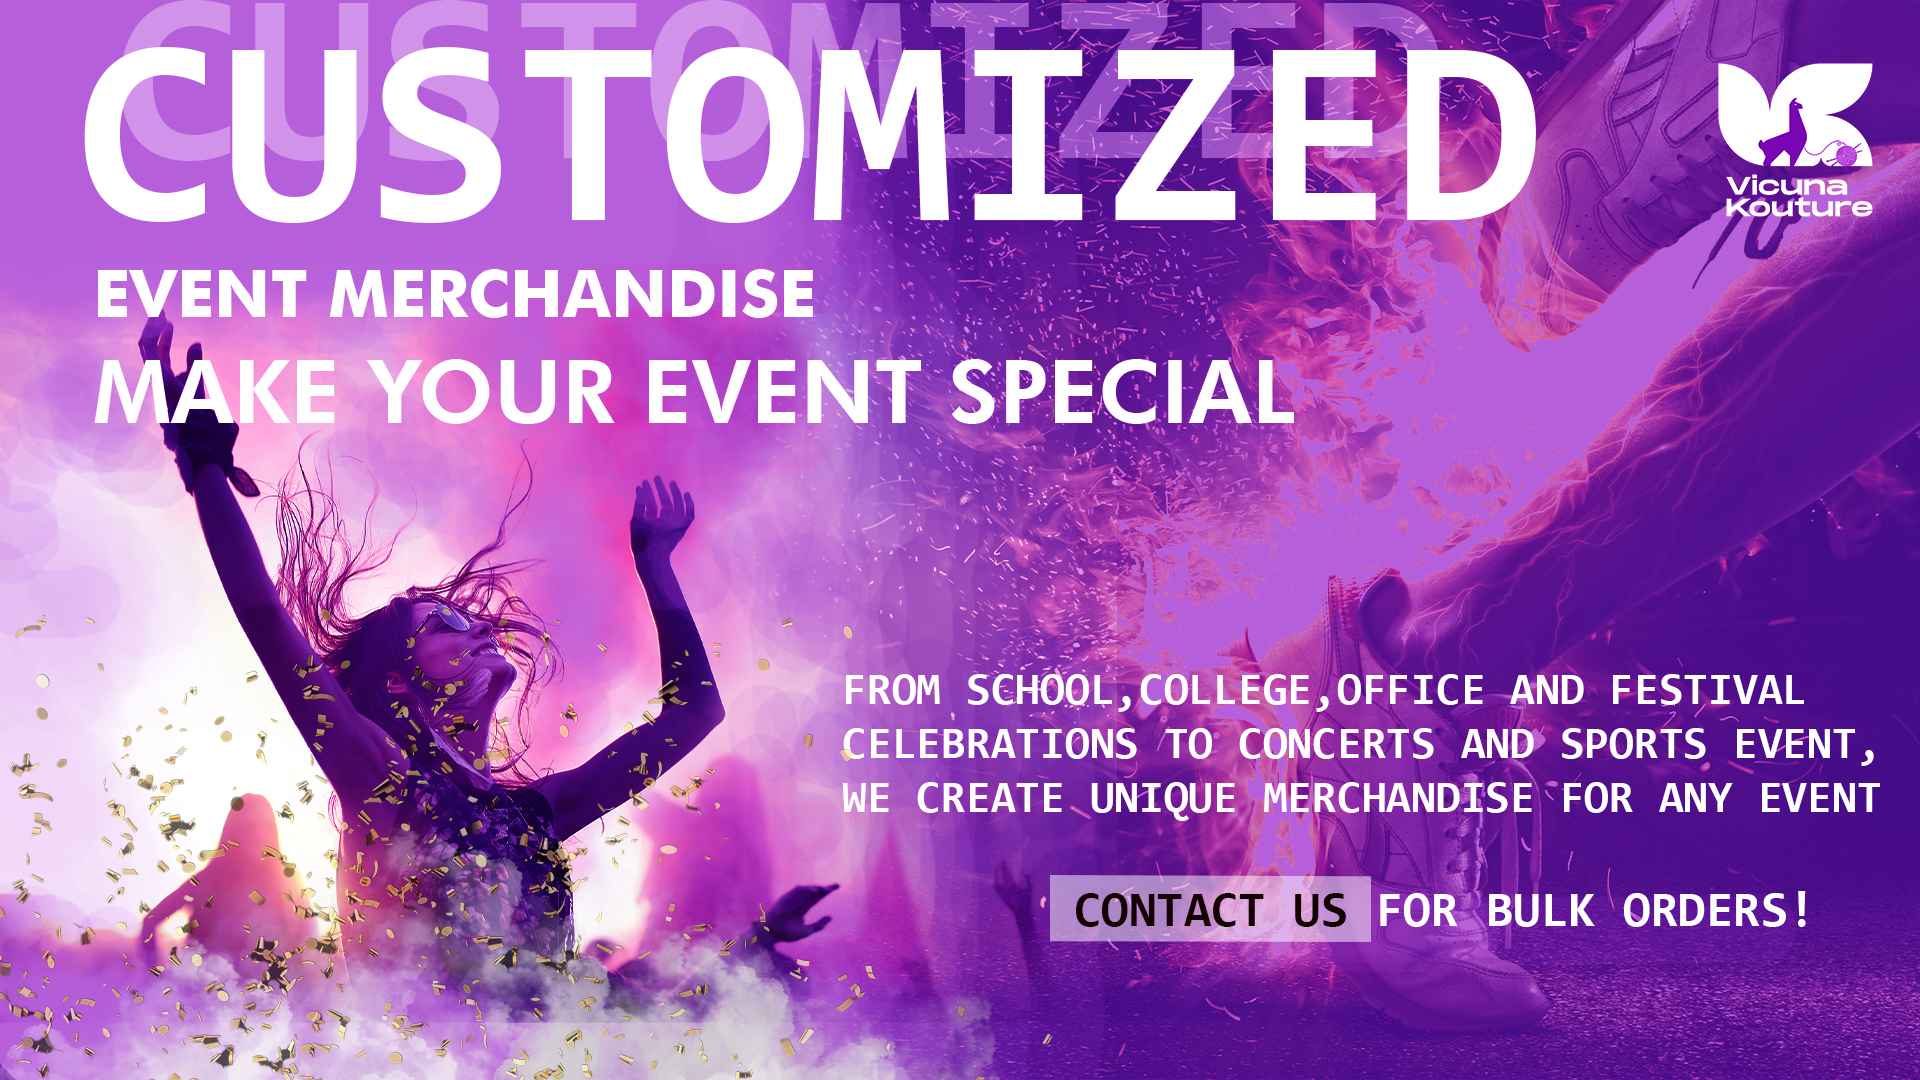 CUSTOMIZED
CUSTOMIZED
Vicuna
Kouture
EVENT MERCHANDISE
MAKE YOUR EVENT SPECIAL
FROM SCHOOL,COLLEGE,OFFICE AND FESTIVAL
CELEBRATIONS TO CONCERTS AND SPORTS EVENT,
WE CREATE UNIQUE MERCHANDISE FOR ANY EVENT
CONTACT US FOR BULK ORDERS!